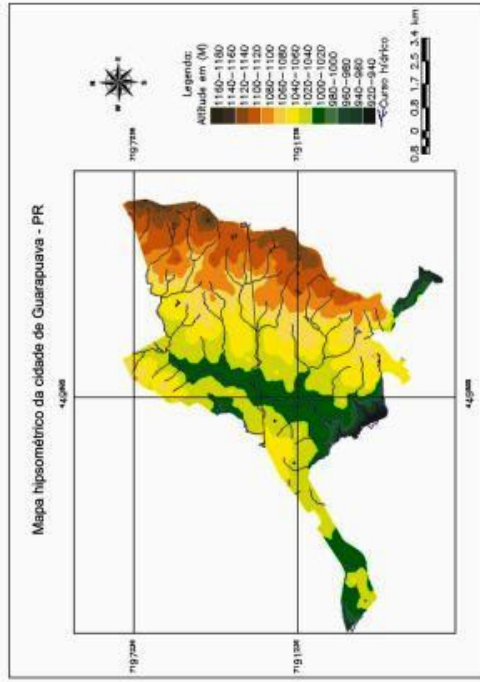 Mapa hipsométrico da cidade de Guarapuava - PR
N
E
S
W
Legenda:
Altitude em (M)
1160-1180
1140-1160
1120-1140
1100-1120
1080-1100
1060-1080
1040-1060
1020-1040
1000-1020
980-1000
960-980
940-960
920-940
Curso hídrico
0.8 0 0.8 1.7 2.5 3.4 km